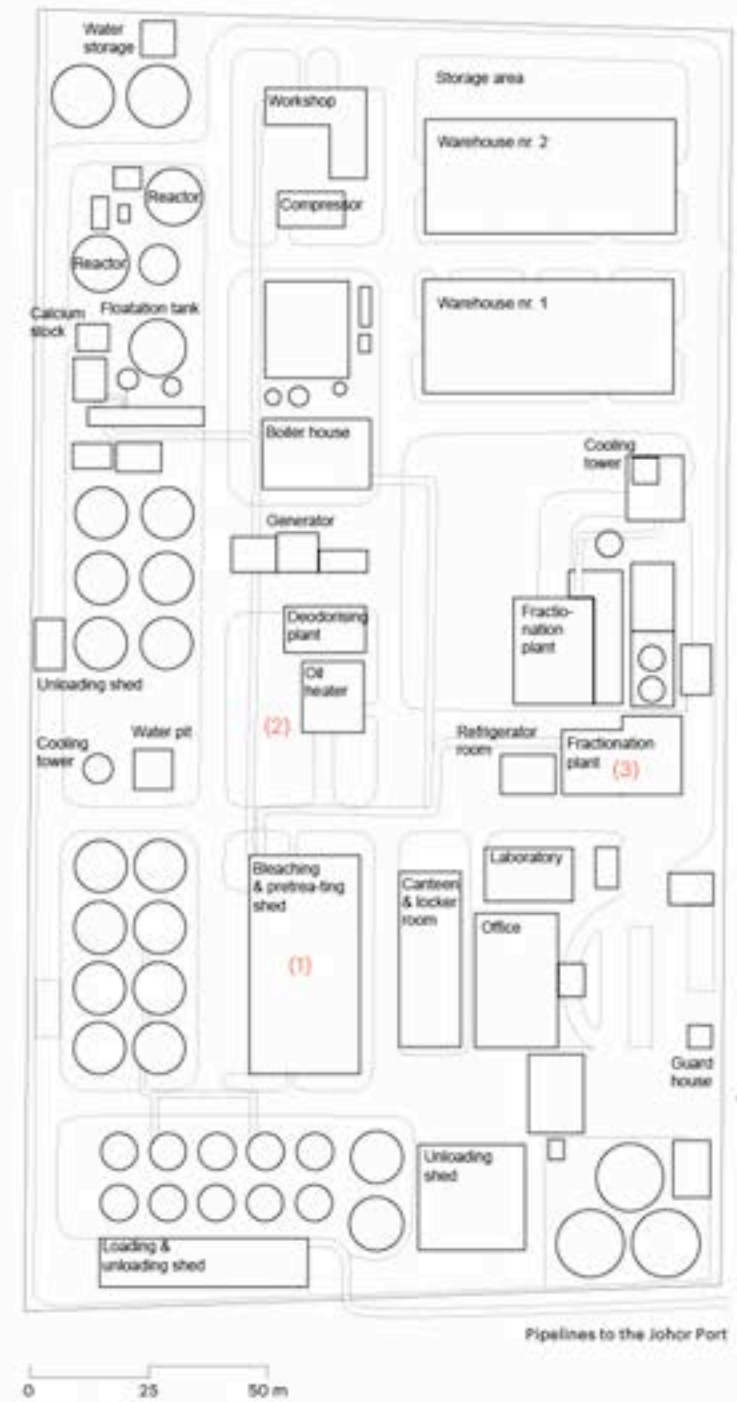 Water
storage
Storage area
Workshop
Warehouse nr. 2
Compressor
Reactor
Reactor
Calcium
stock
Floatation tank
Warehouse nr. 1
Boiler house
Cooling
tower
Generator
Deodorising
plant
Fractio-
nation
plant
Oil
heater
Unloading shed
(2)
Cooling
tower
Water pit
Refrigerator
room
Fractionation
plant
(3)
Bleaching
& pretrea-ting
shed
(1)
Canteen
& locker
room
Laboratory
Office
Guard
house
Unloading
shed
Loading &
unloading shed
Pipelines to the Johor Port
0 25 50 m